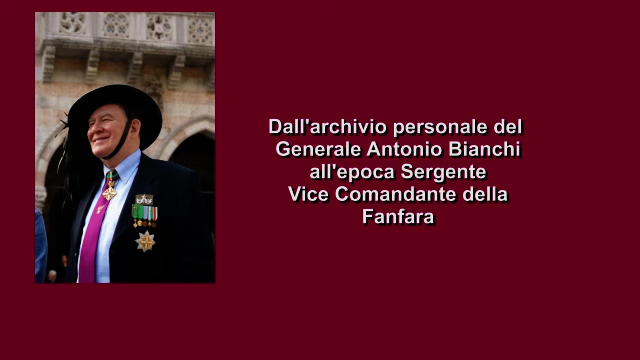 Dall'archivio personale del
Generale Antonio Bianchi
all'epoca Sergente
Vice Comandante della
Fanfara